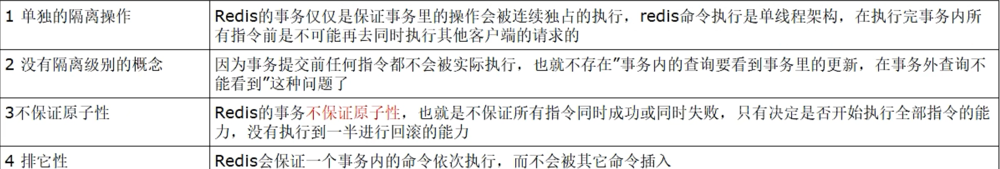 1 单独的隔离操作
Redis的事务仅仅是保证事务里的操作会被连续独占的执行，redis命令执行是单线程架构，在执行完事务内所
有指令前是不可能再去同时执行其他客户端的请求的
2 没有隔离级别的概念
因为事务提交前任何指令都不会被实际执行，也就不存在”事务内的查询要看到事务里的更新，在事务外查询不
能看到”这种问题了
3不保证原子性
Redis的事务不保证原子性，也就是不保证所有指令同时成功或同时失败，只有决定是否开始执行全部指令的能
力，没有执行到一半进行回滚的能力
4 排它性
Redis会保证一个事务内的命令依次执行，而不会被其它命令插入